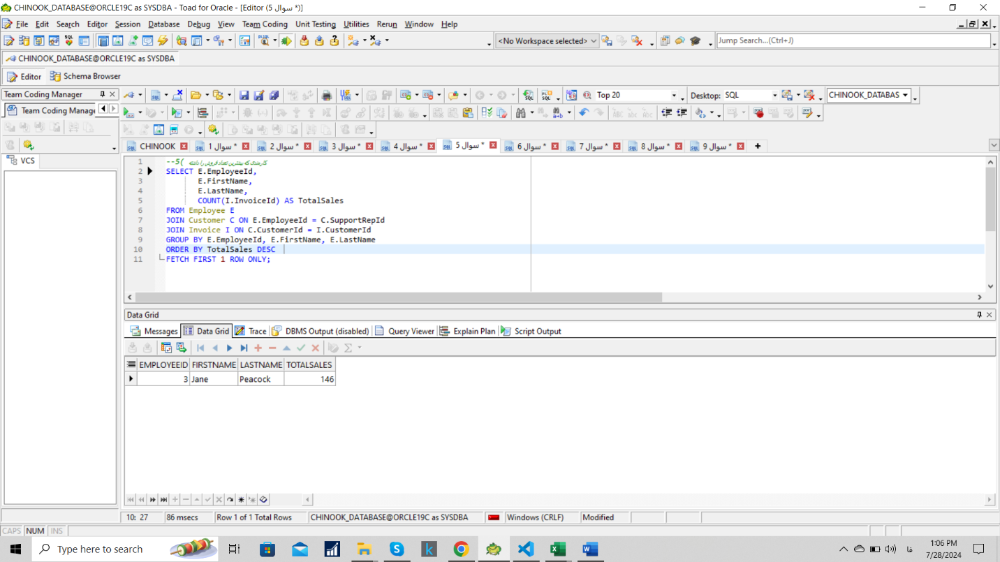 CHINOOK_DATABASE@ORCLE19C as SYSDBA - Toad for Oracle - [Editor (سوال 5 *)]
File Edit Search Editor Session Database Debug View Team Coding Unit Testing Utilities Rerun Window Help
<No Workspace selected> Jump Search...(Ctrl+J)
CHINOOK_DATABASE@ORCLE19C as SYSDBA
Editor Schema Browser
Team Coding Manager Top 20 Desktop: SQL CHINOOK_DATABAS
Team Coding Manage
CHINOOK سوال 1 * سوال 2 * سوال 3 * سوال 4 * سوال 5 * سوال 6 * سوال 7 * سوال 8 * سوال 9 *
VCS
1 --5( کارمندی که بیشترین تعداد فروش را داشته
2 SELECT E.EmployeeId,
3 E.FirstName,
4 E.LastName,
5 COUNT(I.InvoiceId) AS TotalSales
6 FROM Employee E
7 JOIN Customer C ON E.EmployeeId = C.SupportRepId
8 JOIN Invoice I ON C.CustomerId = I.CustomerId
9 GROUP BY E.EmployeeId, E.FirstName, E.LastName
10 ORDER BY TotalSales DESC
11 FETCH FIRST 1 ROW ONLY;
Data Grid
Messages Data Grid Trace DBMS Output (disabled) Query Viewer Explain Plan Script Output
EMPLOYEEID FIRSTNAME LASTNAME TOTALSALES
3 Jane Peacock 146
10: 27 86 msecs Row 1 of 1 Total Rows CHINOOK_DATABASE@ORCLE19C as SYSDBA Windows (CRLF) Modified
CAPS NUM INS
Type here to search فا 1:06 PM
7/28/2024